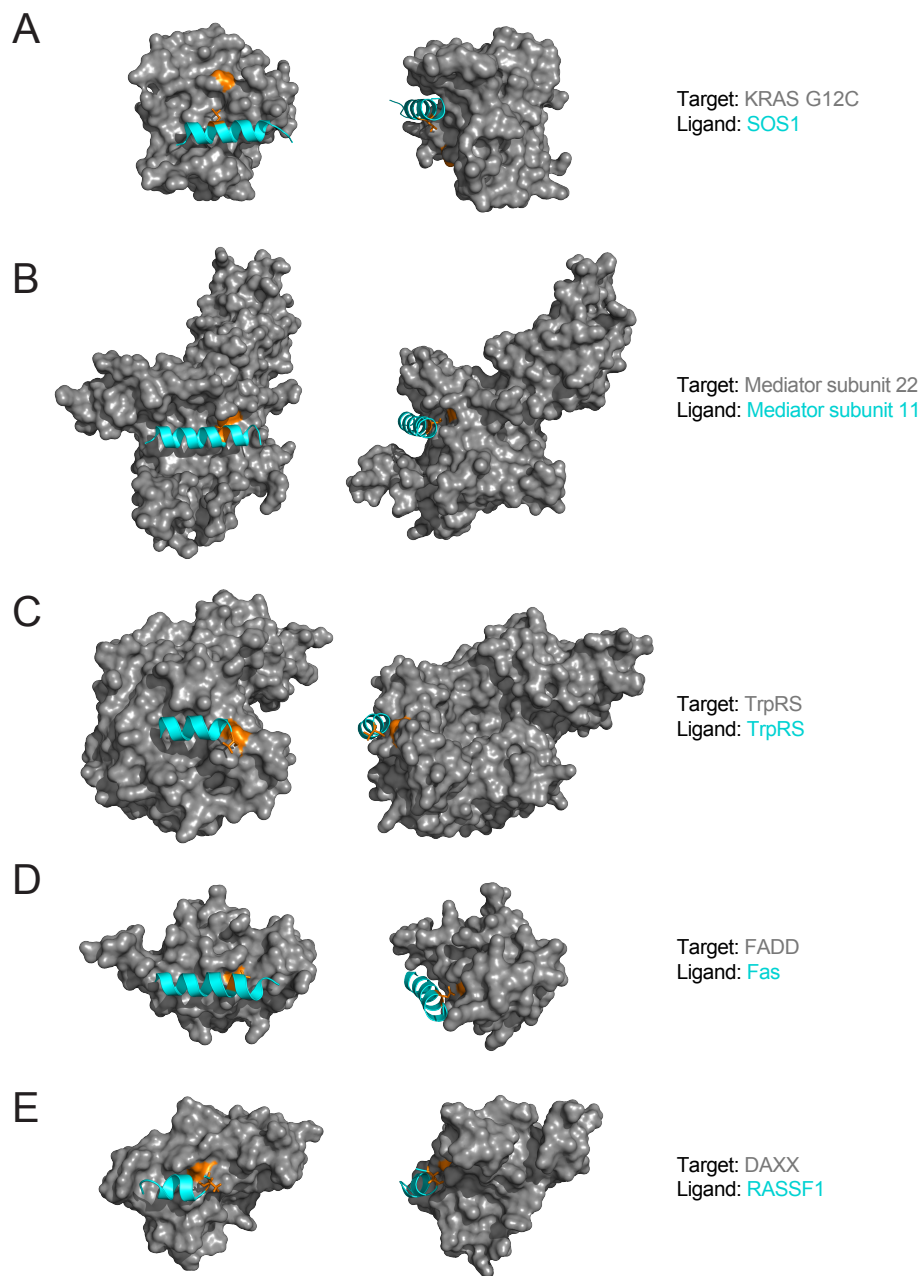 A
Target: KRAS G12C
Ligand: SOS1
B
Target: Mediator subunit 22
Ligand: Mediator subunit 11
C
Target: TrpRS
Ligand: TrpRS
D
Target: FADD
Ligand: Fas
E
Target: DAXX
Ligand: RASSF1